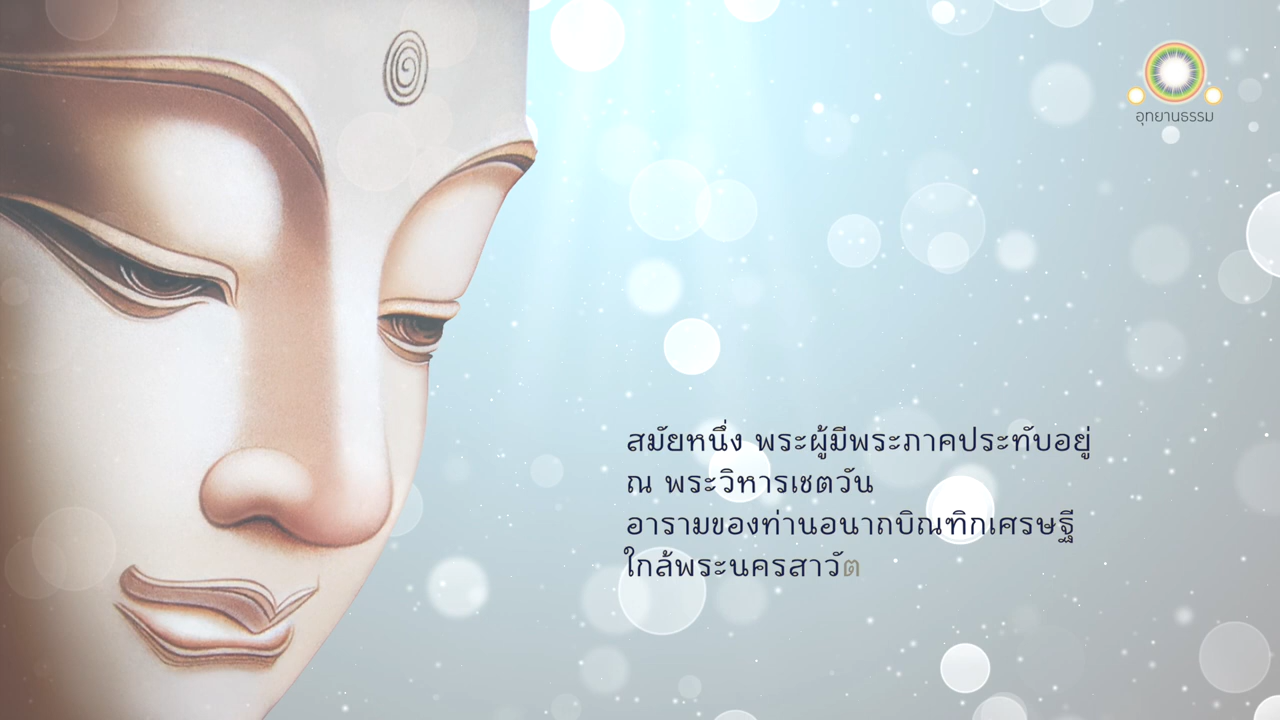 อุทยานธรรม
สมัยหนึ่ง พระผู้มีพระภาคประทับอยู่
ณ พระวิหารเชตวัน
อารามของท่านอนาถบิณฑิกเศรษฐี
ใกล้พระนครสาวัต